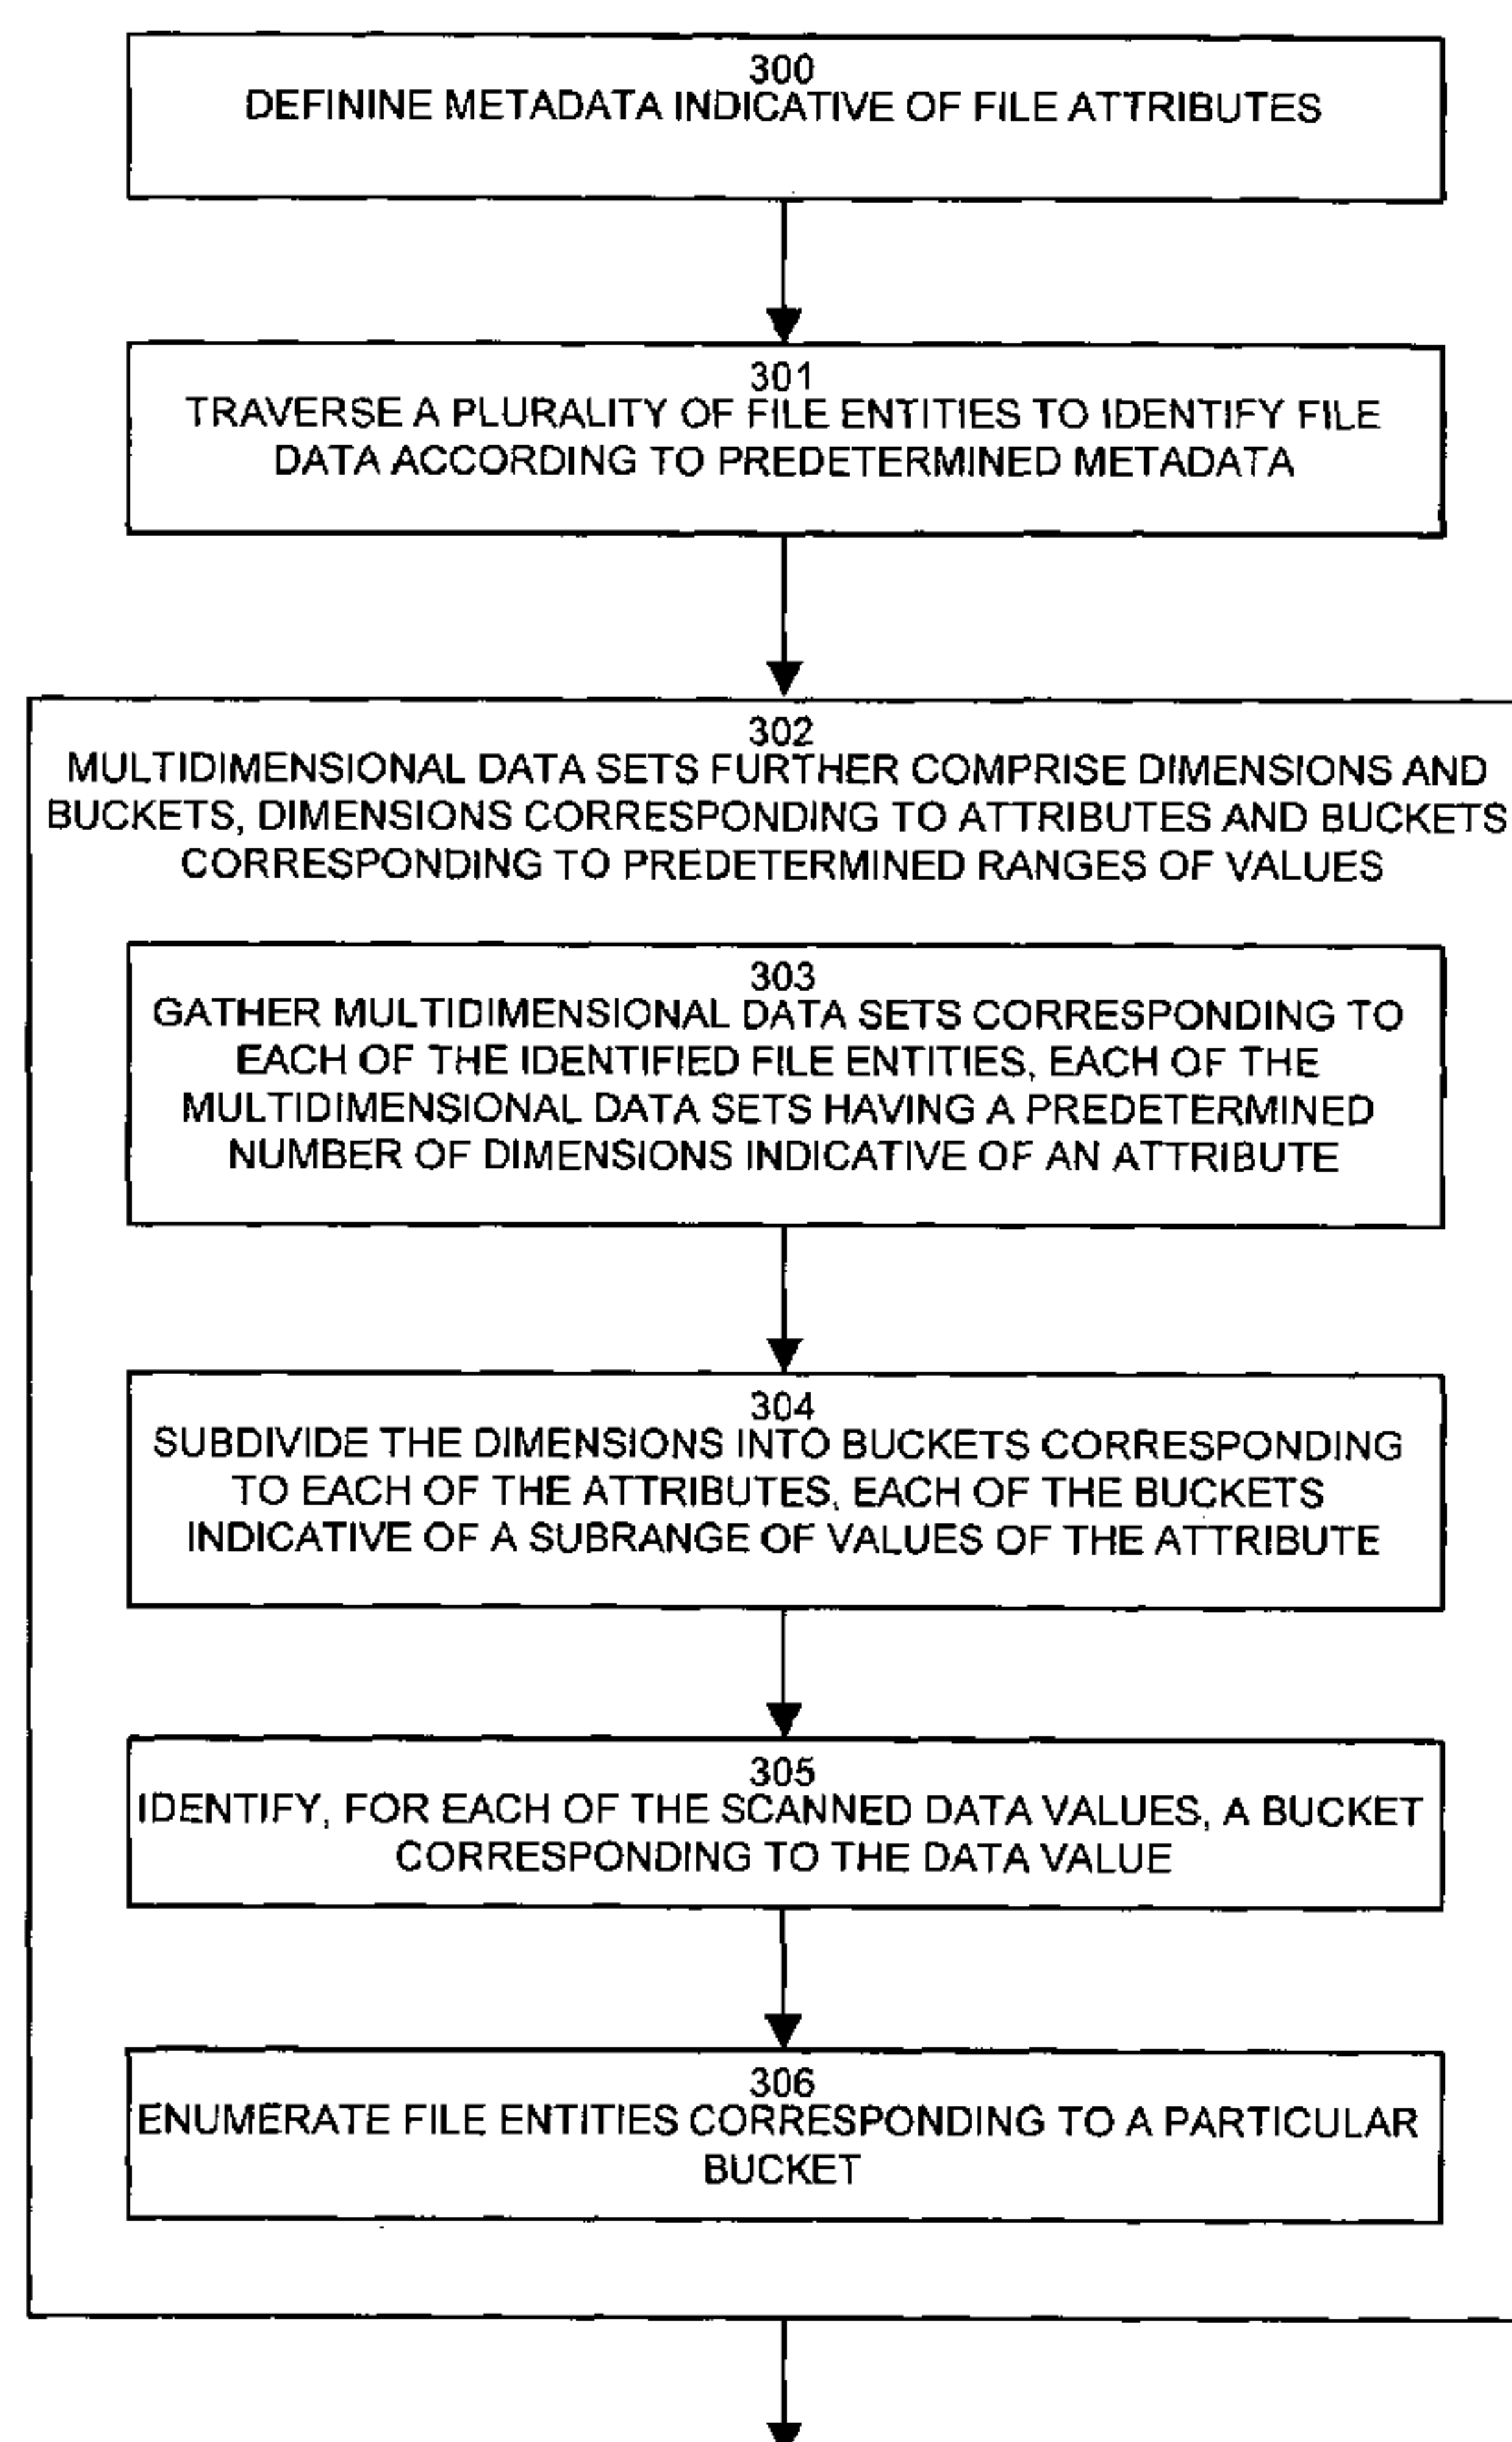 300
DEFININE METADATA INDICATIVE OF FILE ATTRIBUTES
301
TRAVERSE A PLURALITY OF FILE ENTITIES TO IDENTIFY FILE
DATA ACCORDING TO PREDETERMINED METADATA
302
MULTIDIMENSIONAL DATA SETS FURTHER COMPRISE DIMENSIONS AND
BUCKETS, DIMENSIONS CORRESPONDING TO ATTRIBUTES AND BUCKETS
CORRESPONDING TO PREDETERMINED RANGES OF VALUES
303
GATHER MULTIDIMENSIONAL DATA SETS CORRESPONDING TO
EACH OF THE IDENTIFIED FILE ENTITIES, EACH OF THE
MULTIDIMENSIONAL DATA SETS HAVING A PREDETERMINED
NUMBER OF DIMENSIONS INDICATIVE OF AN ATTRIBUTE
304
SUBDIVIDE THE DIMENSIONS INTO BUCKETS CORRESPONDING
TO EACH OF THE ATTRIBUTES, EACH OF THE BUCKETS
INDICATIVE OF A SUBRANGE OF VALUES OF THE ATTRIBUTE
305
IDENTIFY, FOR EACH OF THE SCANNED DATA VALUES, A BUCKET
CORRESPONDING TO THE DATA VALUE
306
ENUMERATE FILE ENTITIES CORRESPONDING TO A PARTICULAR
BUCKET